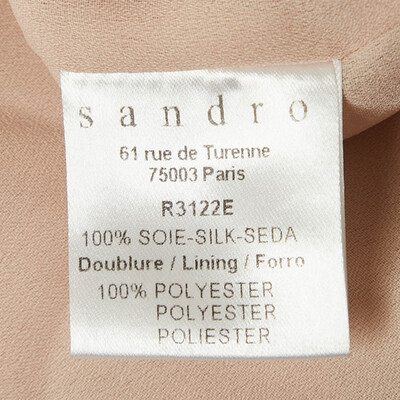 sandro
61 rue de Turenne
75003 Paris
R3122E
100% SOIE-SILK-SEDA
Doublure / Lining / Forro
100% POLYESTER
POLYESTER
POLIESTER